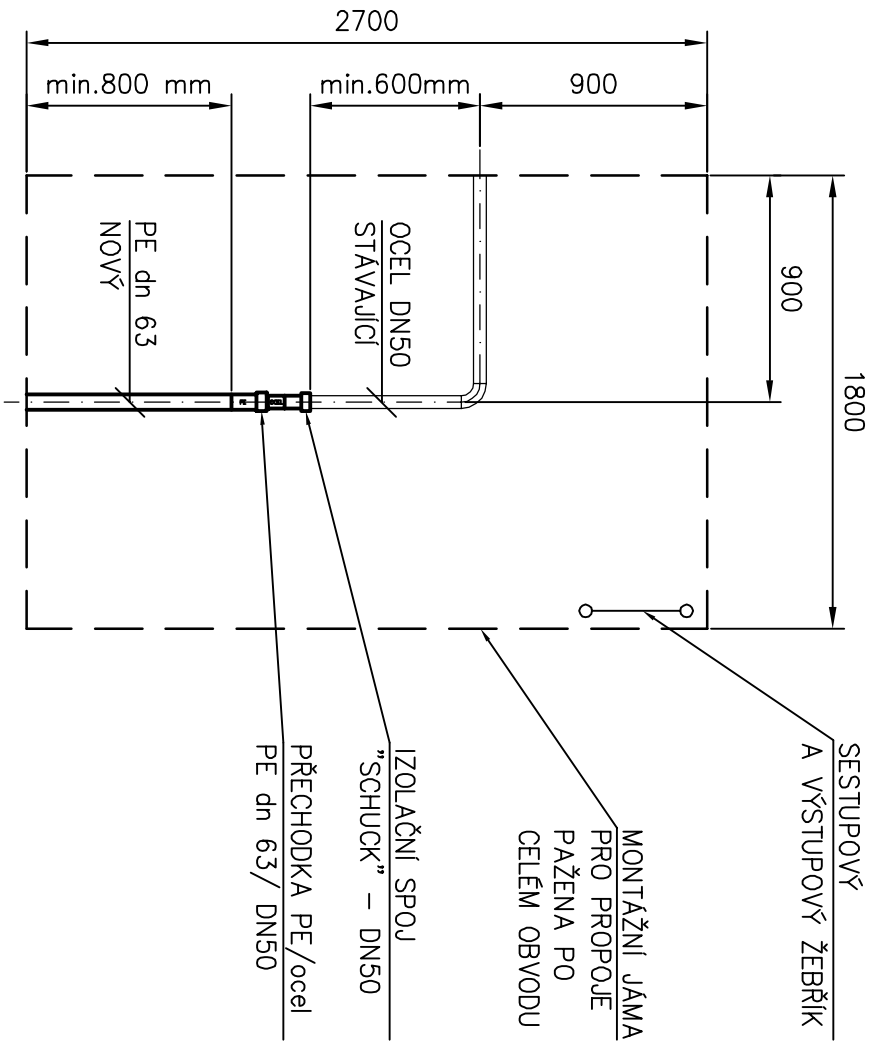 2700
min.800 mm
min.600mm
900
900
1800
PE dn 63
NOVÝ
OCEL DN50
STÁVAJÍCÍ
PE
OCEL
SESTUPOVÝ
A VÝSTUPOVÝ ŽEBŘÍK
MONTÁŽNÍ JÁMA
PRO PROPOJE
PAŽENA PO
CELÉM OBVODU
IZOLAČNÍ SPOJ
"SCHUCK" – DN50
PŘECHODKA PE/ocel
PE dn 63/ DN50